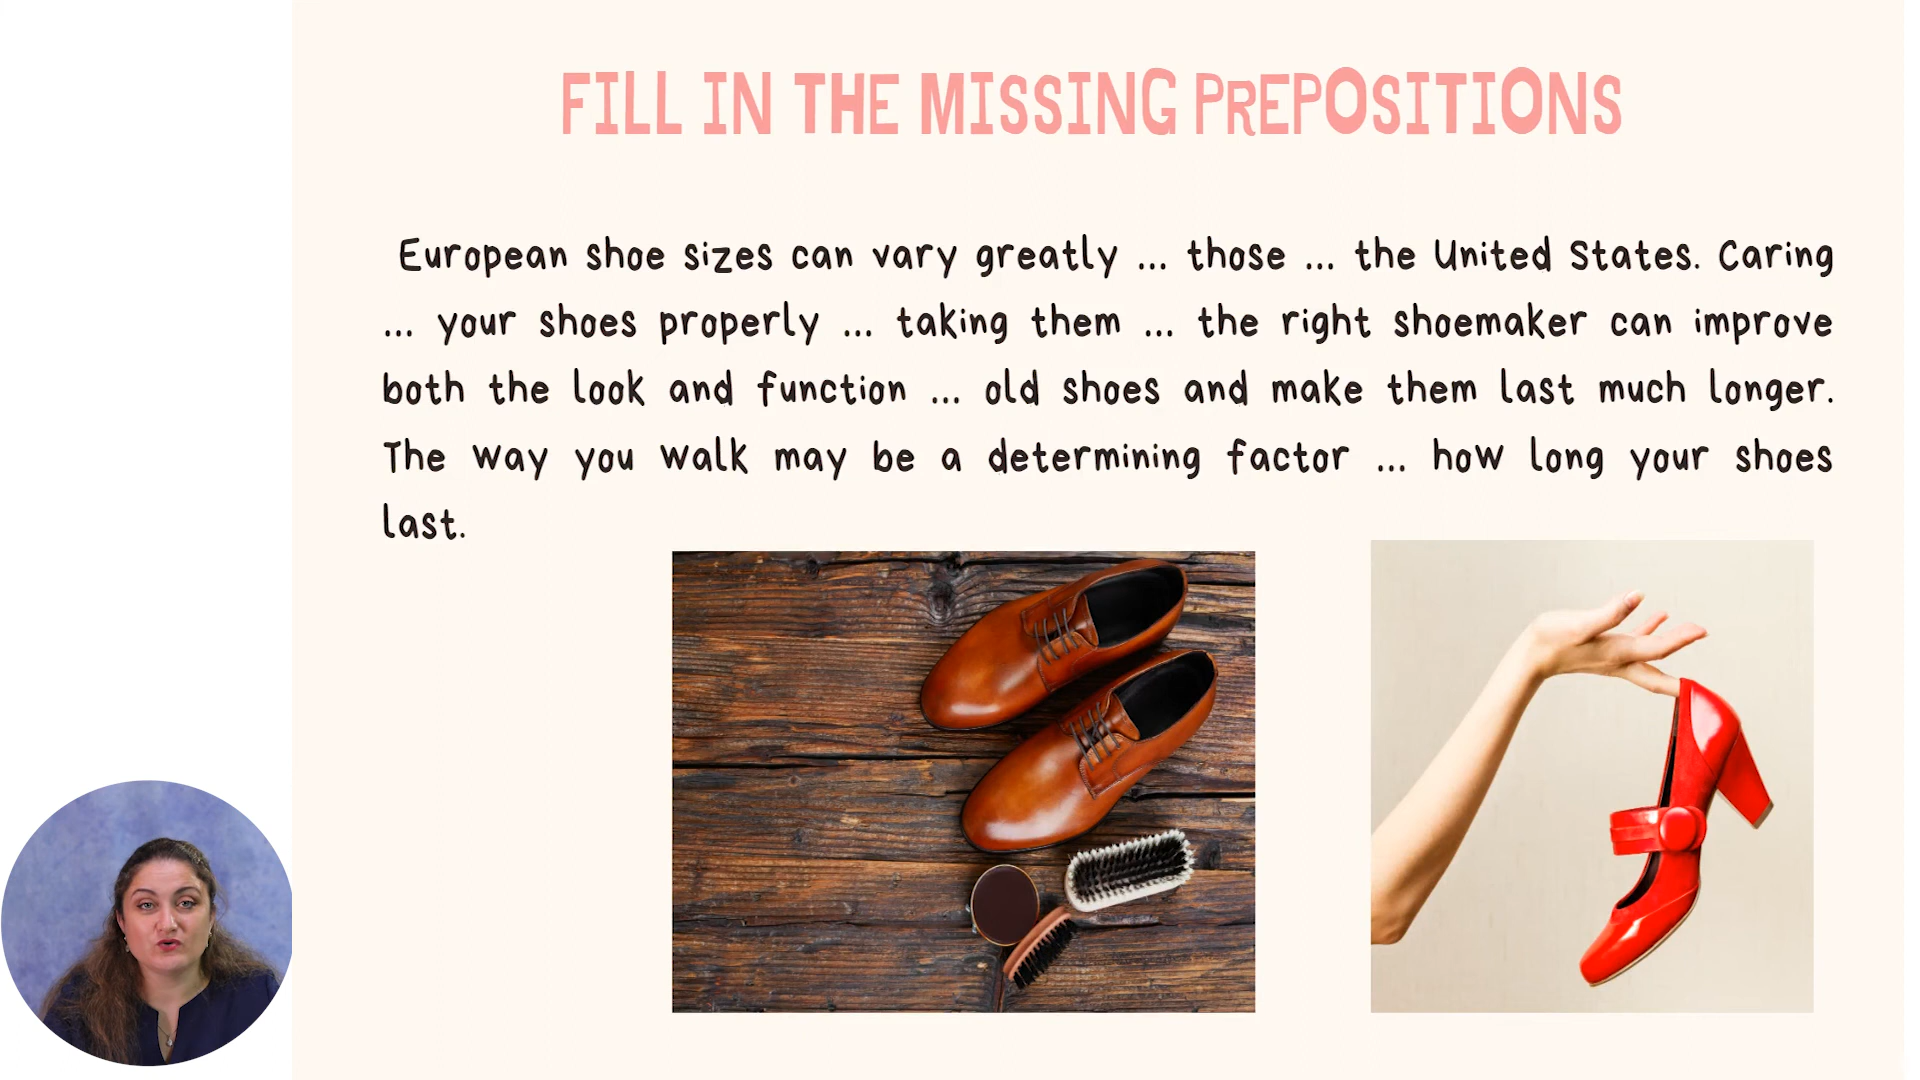 FILL IN THE MISSING PREPOSITIONS
European shoe sizes can vary greatly ... those ... the United States. Caring
... your shoes properly ... taking them ... the right shoemaker can improve
both the look and function ... old shoes and make them last much longer.
The way you walk may be a determining factor ... how long your shoes
last.